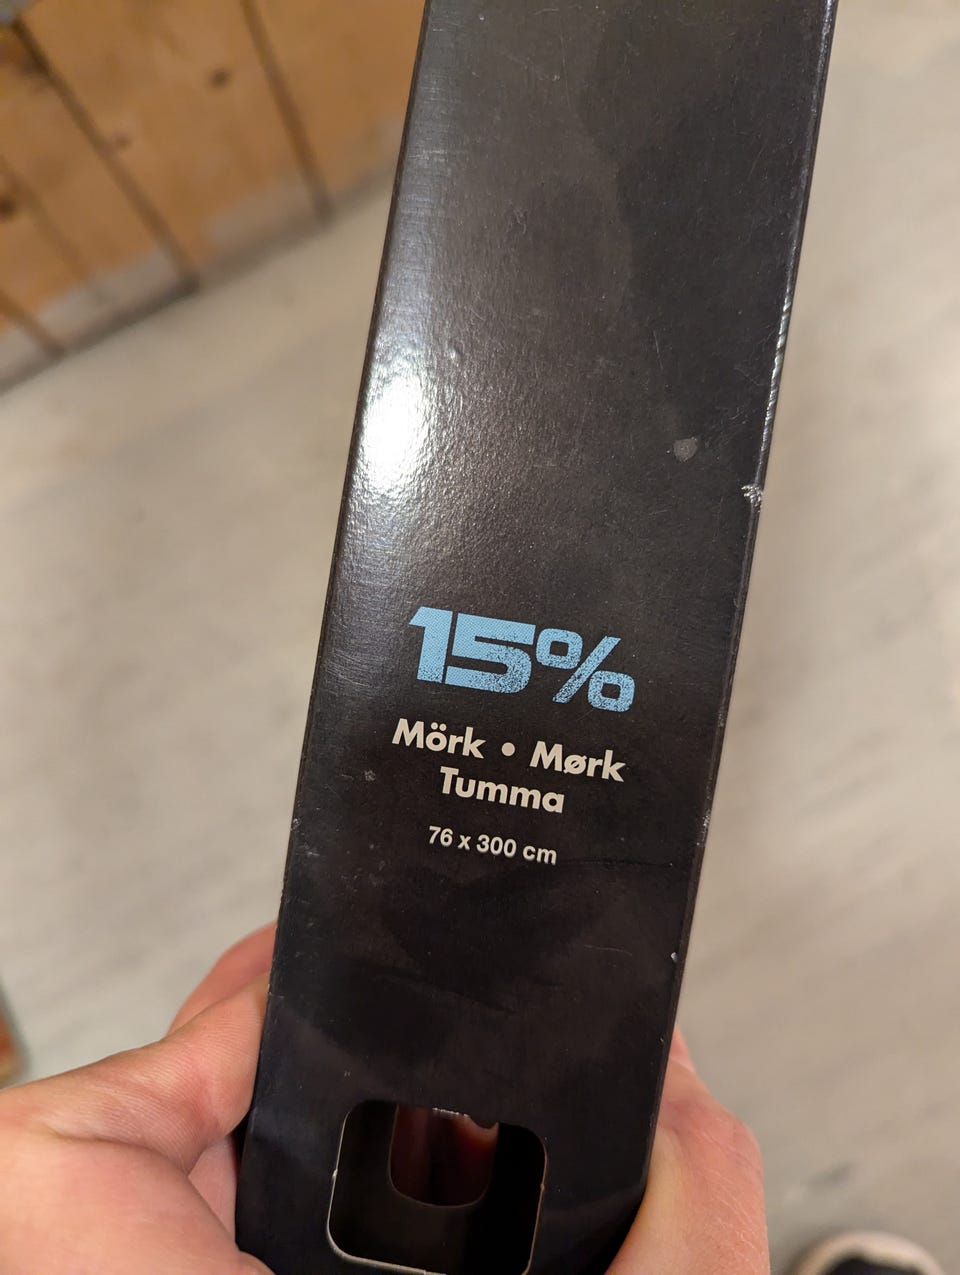 15%
Mörk • Mørk
Tumma
76 x 300 cm